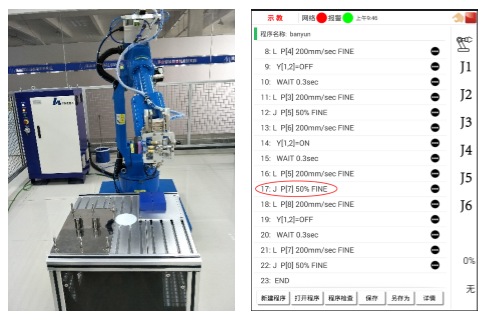 示教 网络 报警 上午9:46
程序名称: banyun
8: L P[4] 200mm/sec FINE
9: Y[1,2]=OFF
10: WAIT 0.3sec
11: L P[3] 200mm/sec FINE
12: J P[5] 50% FINE
13: L P[6] 200mm/sec FINE
14: Y[1,2]=ON
15: WAIT 0.3sec
16: L P[5] 200mm/sec FINE
17: J P[7] 50% FINE
18: L P[8] 200mm/sec FINE
19: Y[1,2]=OFF
20: WAIT 0.3sec
21: L P[7] 200mm/sec FINE
22: J P[0] 50% FINE
23: END
J1
J2
J3
J4
J5
J6
0%
无
新建程序 打开程序 程序检查 保存 另存为 详情